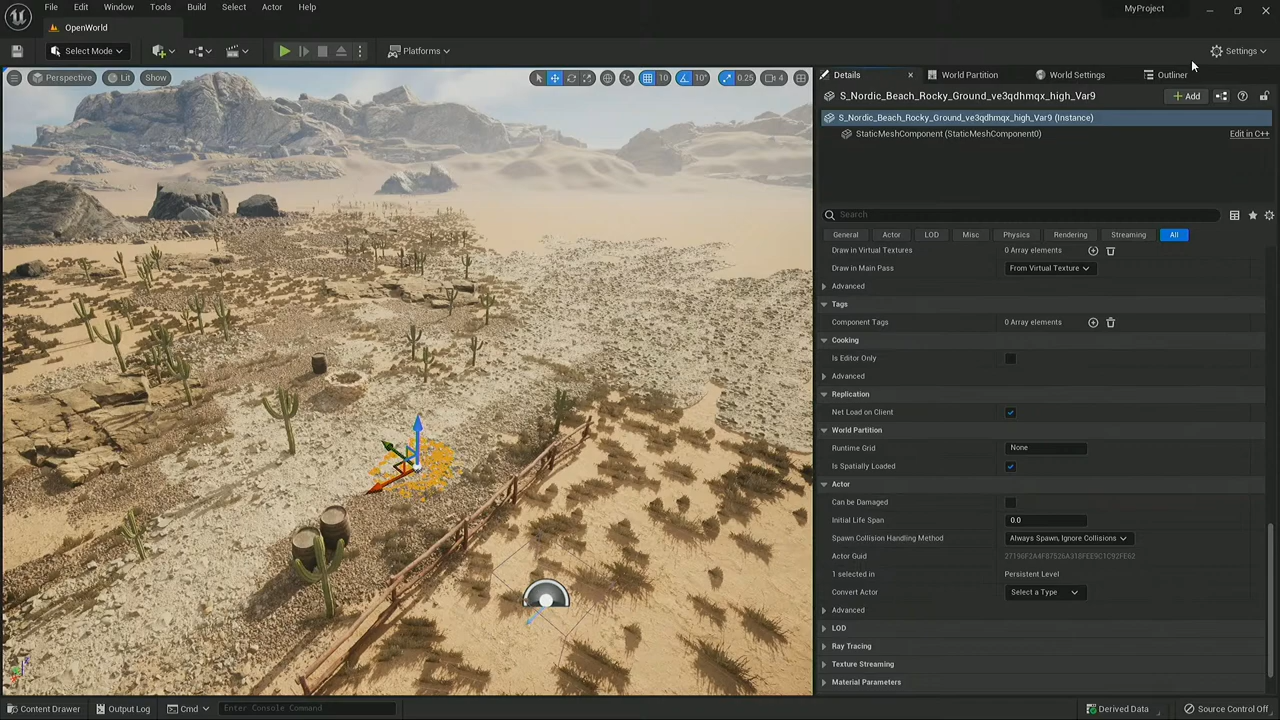 File Edit Window Tools Build Select Actor Help
MyProject
OpenWorld
Select Mode
Platforms
Settings
Perspective Lit Show
10 10° 0.25 4
Details World Partition World Settings Outliner
S_Nordic_Beach_Rocky_Ground_ve3qdhmqx_high_Var9
Add
S_Nordic_Beach_Rocky_Ground_ve3qdhmqx_high_Var9 (Instance)
StaticMeshComponent (StaticMeshComponent0)
Edit in C++
Search
General Actor LOD Misc Physics Rendering Streaming All
Draw in Virtual Textures 0 Array elements
Draw in Main Pass From Virtual Texture
Advanced
Tags
Component Tags 0 Array elements
Cooking
Is Editor Only
Advanced
Replication
Net Load on Client
World Partition
Runtime Grid None
Is Spatially Loaded
Actor
Can be Damaged
Initial Life Span 0.0
Spawn Collision Handling Method Always Spawn, Ignore Collisions
Actor Guid 27196F2A4F87526A318FEE9C1C92FE62
1 selected in Persistent Level
Convert Actor Select a Type
Advanced
LOD
Ray Tracing
Texture Streaming
Material Parameters
Content Drawer Output Log Cmd Enter Console Command
Derived Data Source Control Off